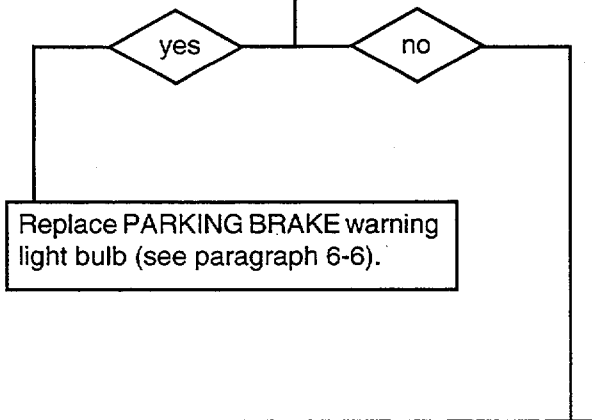 yes
no
Replace PARKING BRAKE warning
light bulb (see paragraph 6-6).